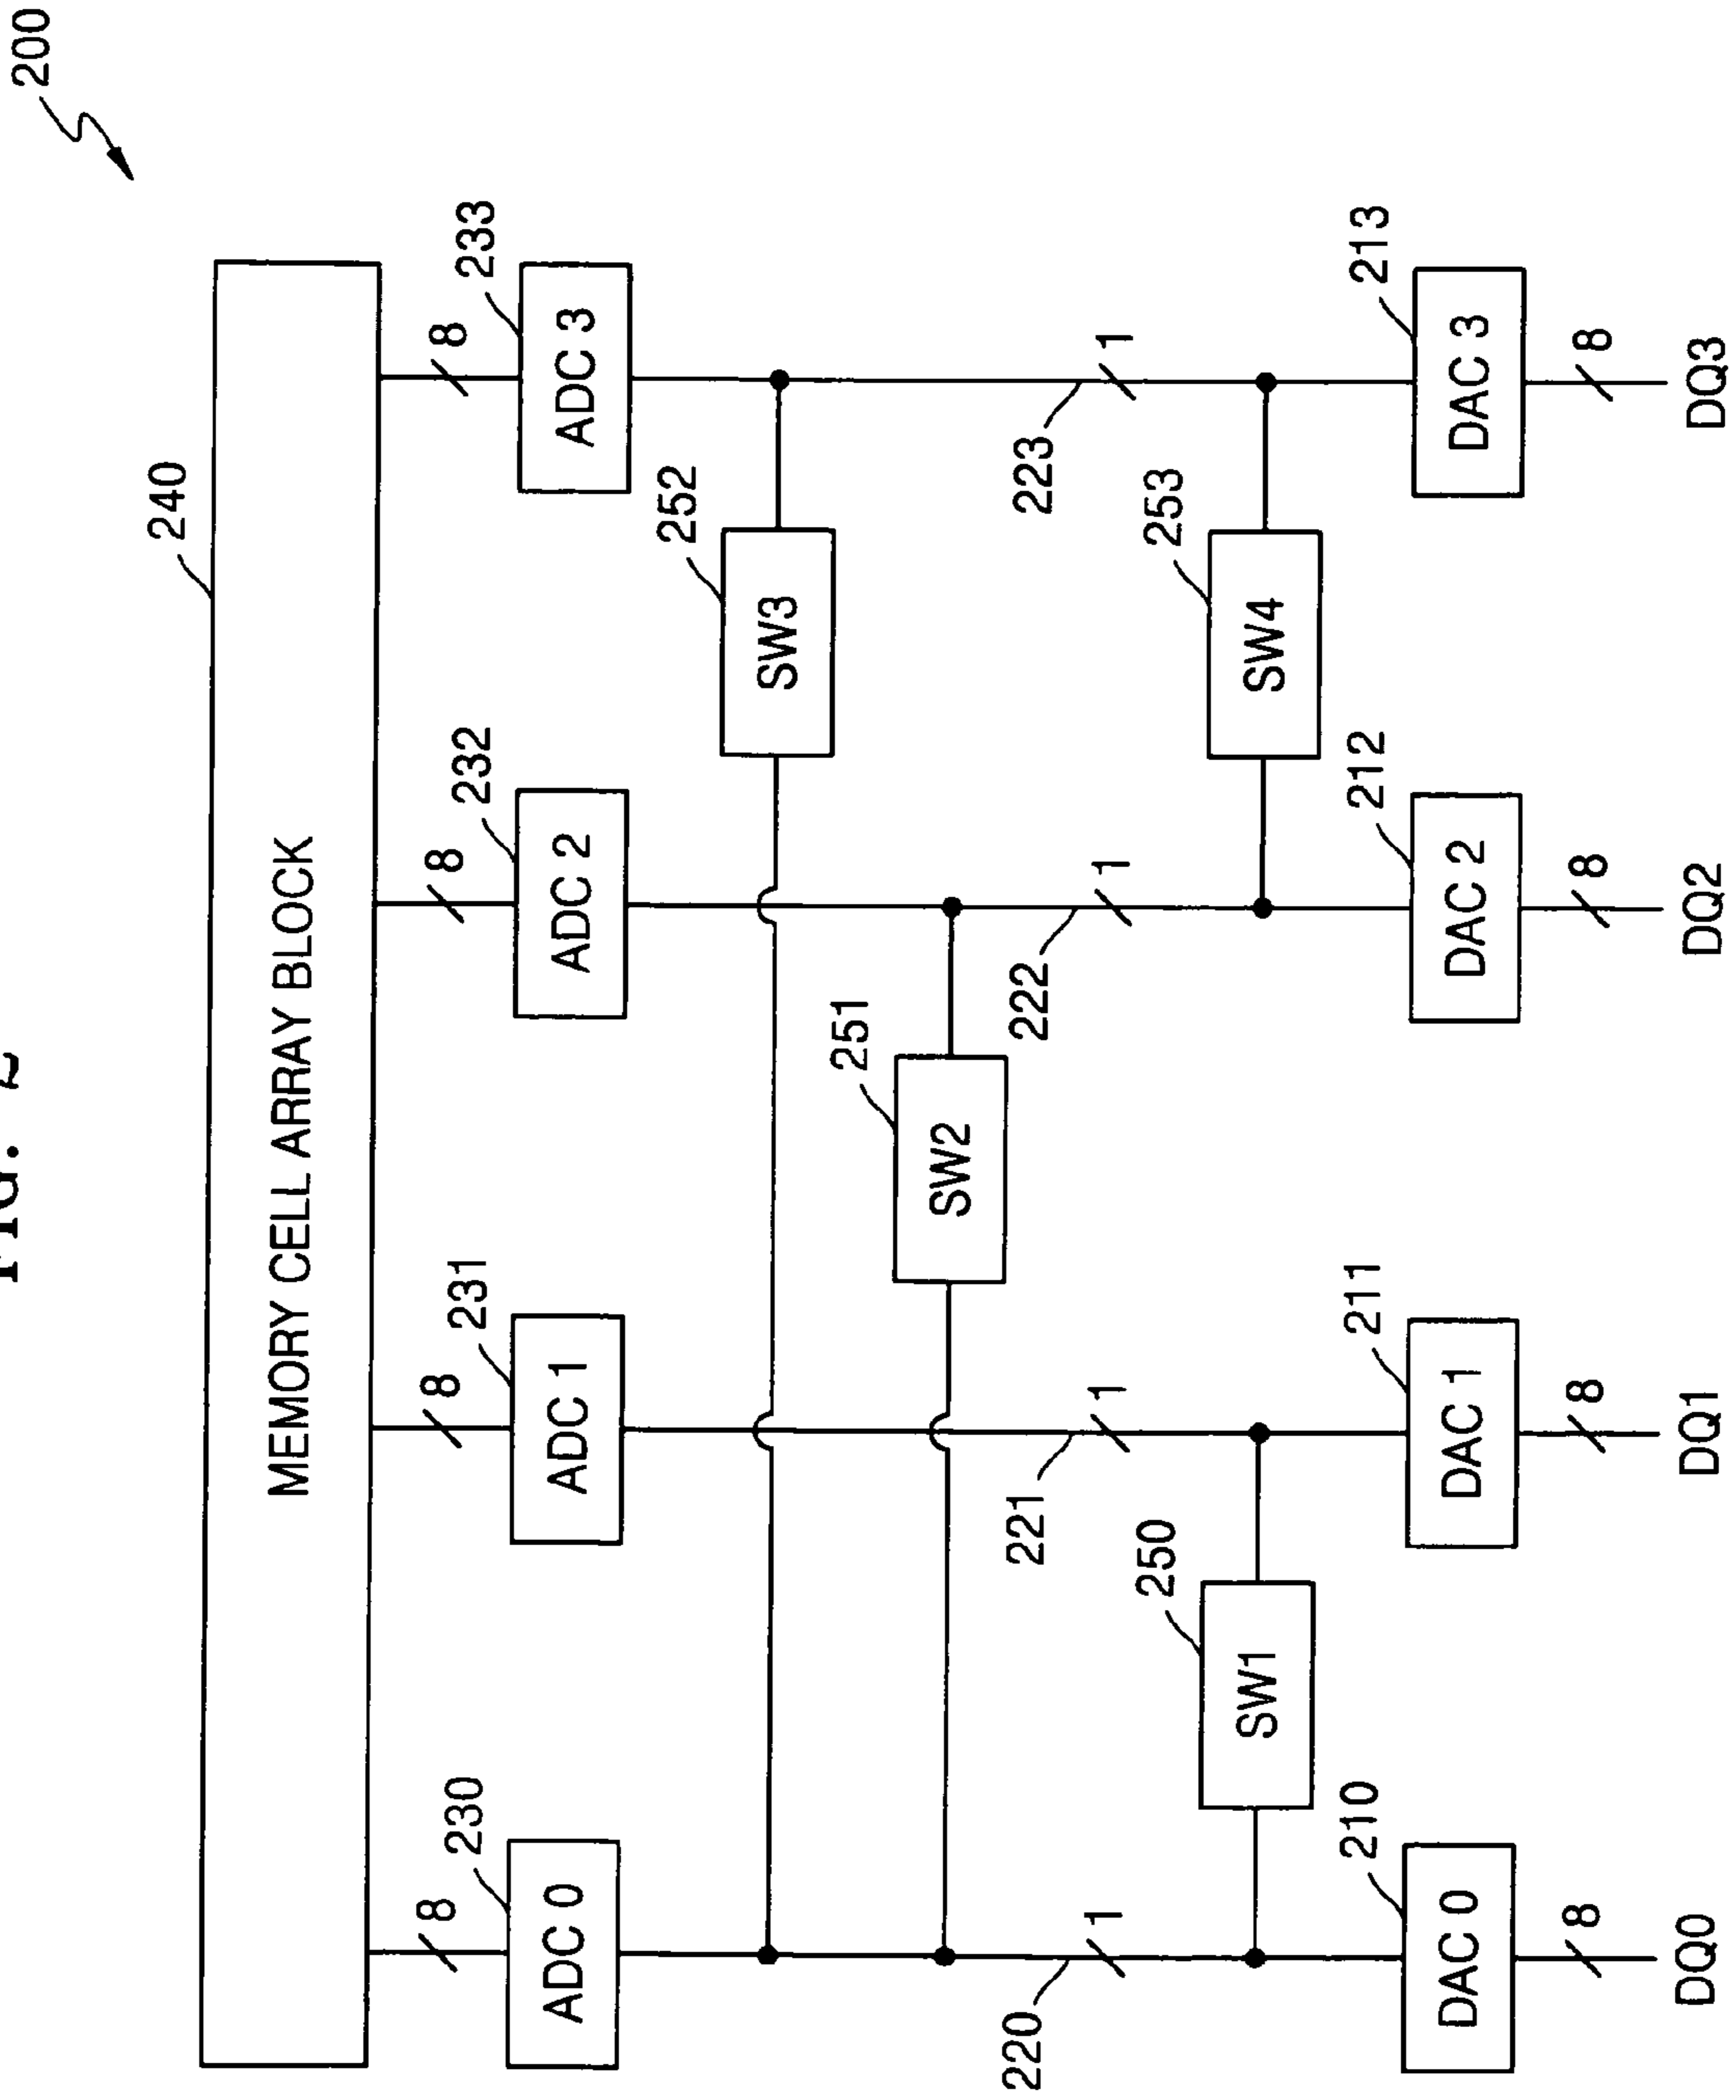 FIG. 2
200
240
MEMORY CELL ARRAY BLOCK
8 8 8 8
230 231 232 233
ADC 0 ADC 1 ADC 2 ADC 3
252
SW3
251
SW2
220 221 222 223
1 1 1 1
250 253
SW1 SW4
210 211 212 213
DAC 0 DAC 1 DAC 2 DAC 3
8 8 8 8
DQ0 DQ1 DQ2 DQ3